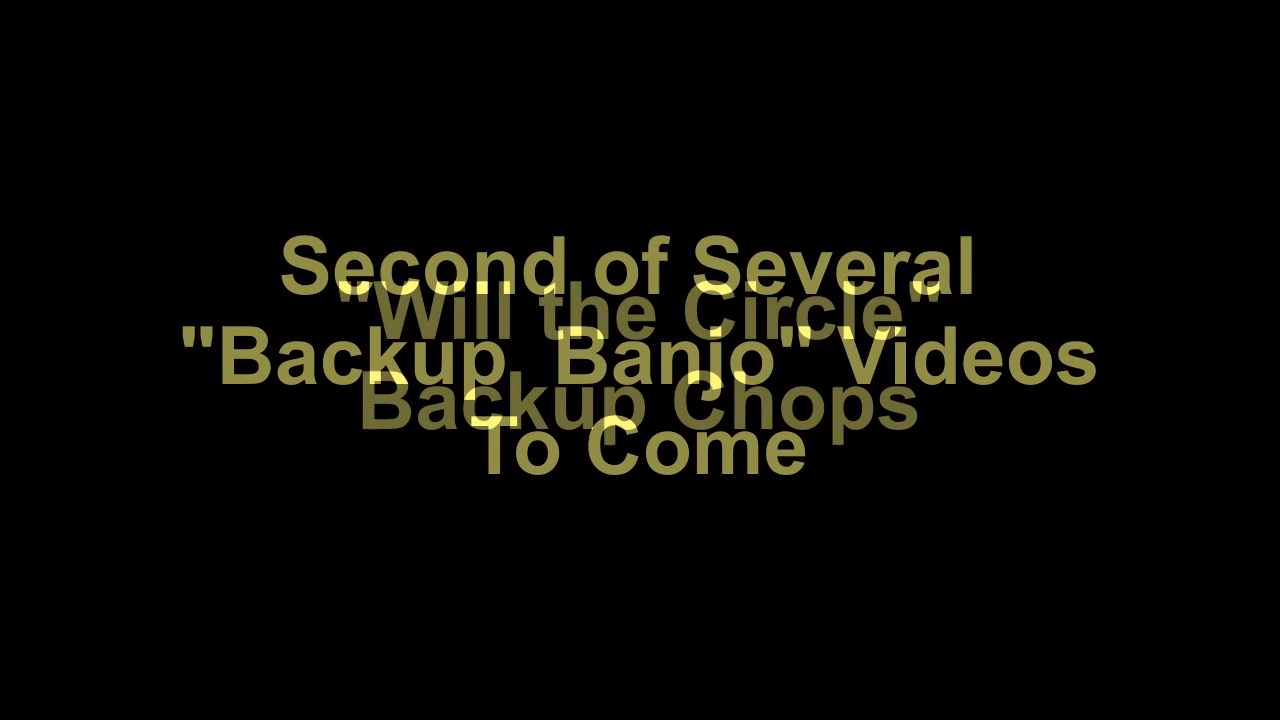 Second of Several
"Will the Circle"
"Backup Banjo" Videos
Backup Chops
To Come